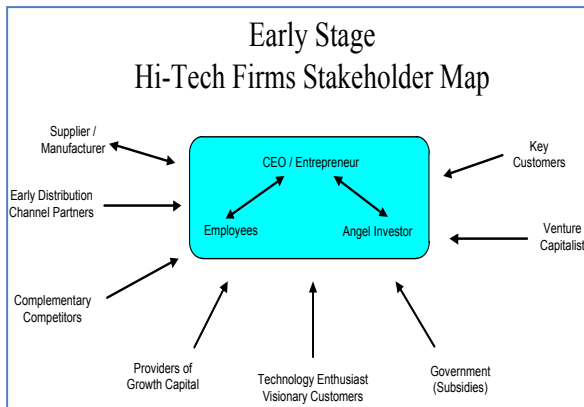 Early Stage
Hi-Tech Firms Stakeholder Map
Supplier /
Manufacturer
CEO / Entrepreneur
Key
Customers
Early Distribution
Channel Partners
Employees
Angel Investor
Venture
Capitalist
Complementary
Competitors
Providers of
Growth Capital
Technology Enthusiast
Visionary Customers
Government
(Subsidies)